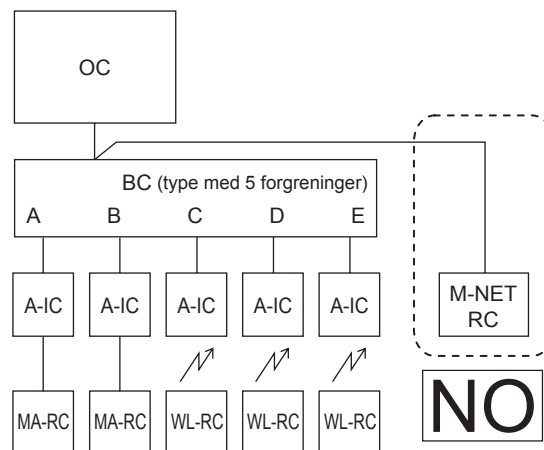 OC
BC (type med 5 forgreninger)
A B C D E
A-IC A-IC A-IC A-IC A-IC
M-NET
RC
MA-RC MA-RC WL-RC WL-RC WL-RC
NO